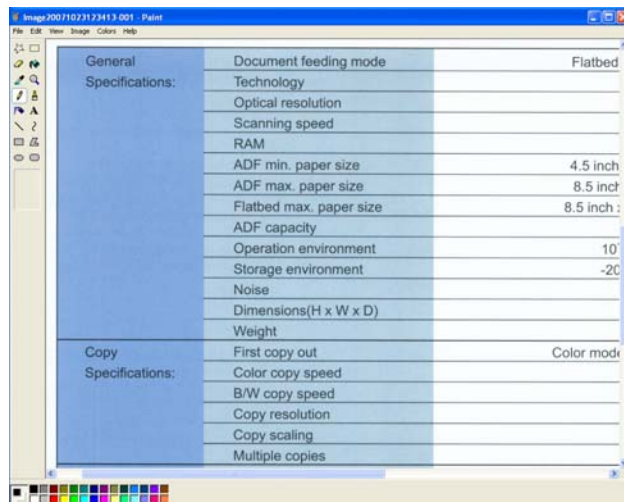 Image20071023123413-001 - Paint
File Edit View Image Colors Help
General Document feeding mode Flatbed
Specifications: Technology
Optical resolution
Scanning speed
RAM
ADF min. paper size 4.5 inch
ADF max. paper size 8.5 inch
Flatbed max. paper size 8.5 inch
ADF capacity
Operation environment 10
Storage environment -20
Noise
Dimensions(H x W x D)
Weight
Copy First copy out Color mode
Specifications: Color copy speed
B/W copy speed
Copy resolution
Copy scaling
Multiple copies